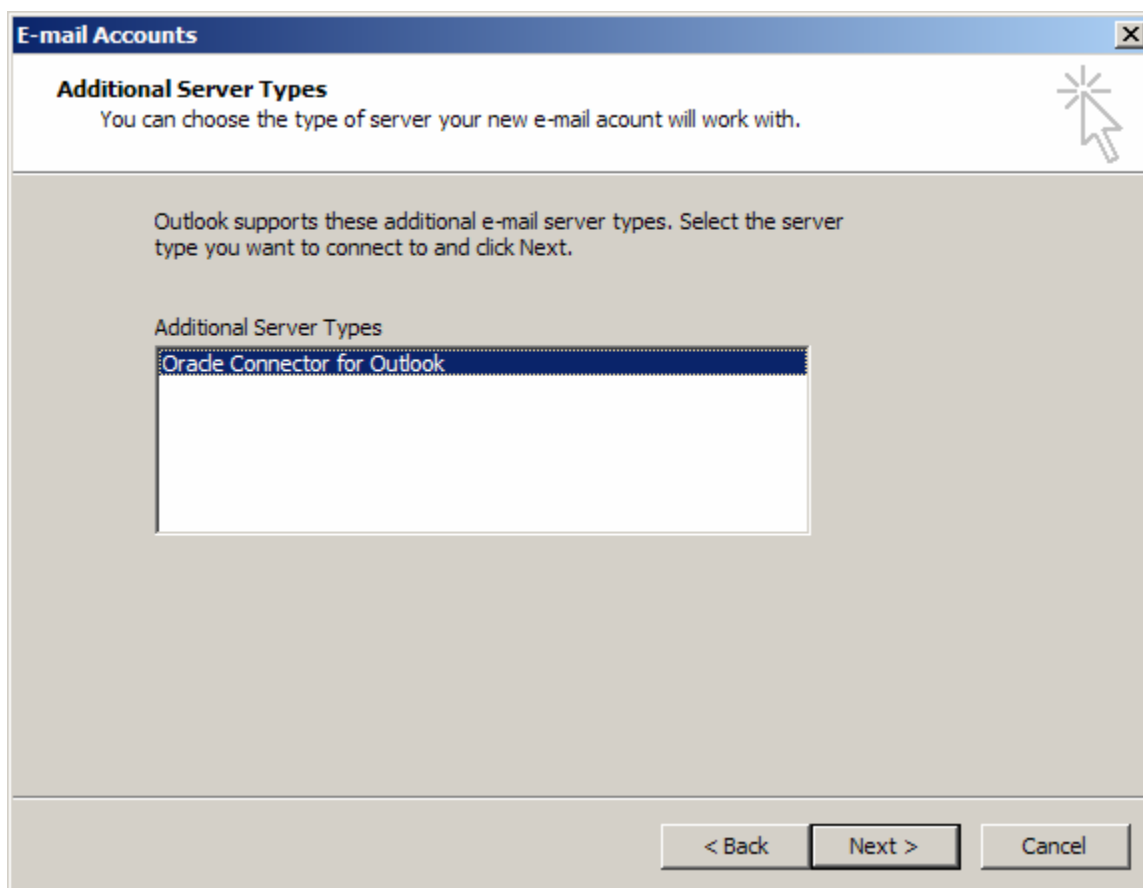 E-mail Accounts
Additional Server Types
You can choose the type of server your new e-mail acount will work with.
Outlook supports these additional e-mail server types. Select the server
type you want to connect to and click Next.
Additional Server Types
Oracle Connector for Outlook
< Back
Next >
Cancel